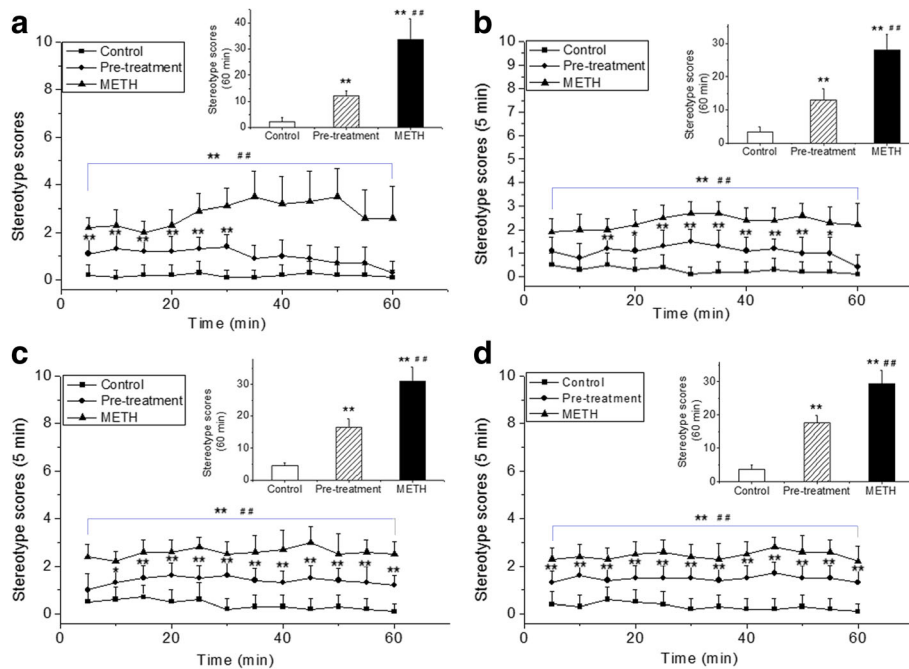 a
Control
Pre-treatment
METH
Stereotype scores
10
8
6
4
2
0
0 20 40 60
Time (min)
** ##
** ** ** ** ** **
Stereotype scores
(60 min)
40
30
20
10
0
**
** ##
Control Pre-treatment METH
b
Control
Pre-treatment
METH
Stereotype scores (5 min)
10
9
8
7
6
5
4
3
2
1
0
0 20 40 60
Time (min)
** ##
** * ** ** ** ** ** ** ** *
Stereotype scores
(60 min)
30
20
10
0
**
** ##
Control Pre-treatment METH
c
Control
Pre-treatment
METH
Stereotype scores (5 min)
10
8
6
4
2
0
0 20 40 60
Time (min)
** ##
* ** ** ** ** ** ** ** ** ** **
Stereotype scores
(60 min)
30
20
10
0
**
** ##
Control Pre-treatment METH
d
Control
Pre-treatment
METH
Stereotype scores (5 min)
10
8
6
4
2
0
0 20 40 60
Time (min)
** ##
** ** ** ** ** ** ** ** ** ** ** **
Stereotype scores
(60 min)
30
20
10
0
**
** ##
Control Pre-treatment METH